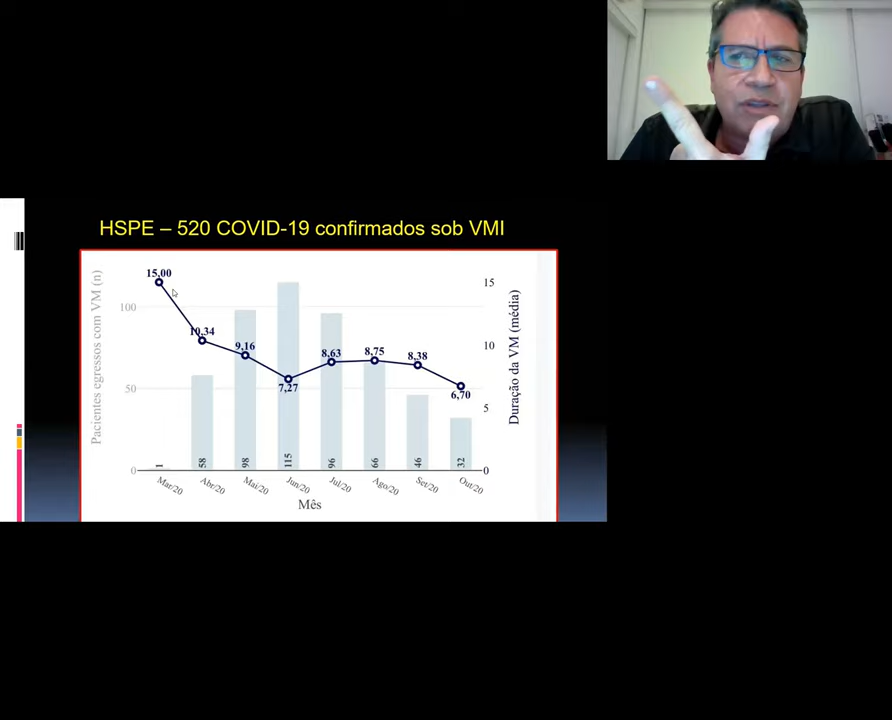 HSPE – 520 COVID-19 confirmados sob VMI
Pacientes egressos com VM (n)
100
50
0
15,00
10,34
9,16
7,27
8,63
8,75
8,38
6,70
1
58
98
115
96
66
46
32
15
10
5
0
Duração da VM (média)
Mar/20
Abr/20
Mai/20
Jun/20
Jul/20
Ago/20
Set/20
Out/20
Mês